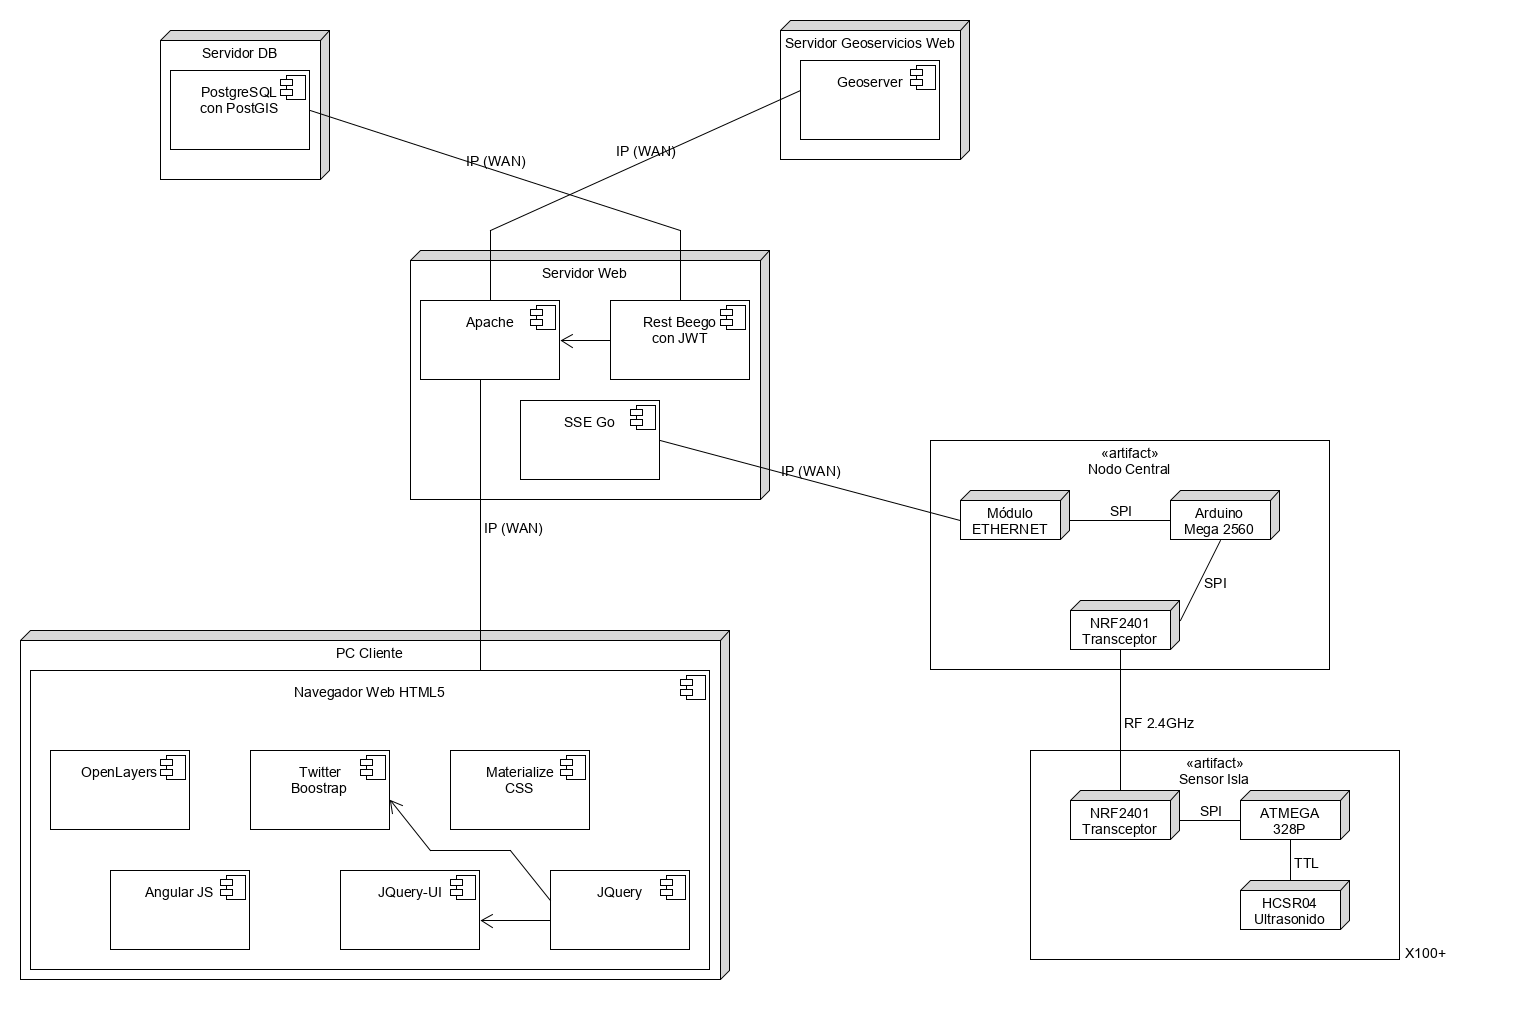 Servidor DB
PostgreSQL
con PostGIS
Servidor Geoservicios Web
Geoserver
IP (WAN)
IP (WAN)
Servidor Web
Apache
Rest Beego
con JWT
SSE Go
IP (WAN)
IP (WAN)
«artifact»
Nodo Central
Módulo
ETHERNET
SPI
Arduino
Mega 2560
SPI
NRF2401
Transceptor
RF 2.4GHz
«artifact»
Sensor Isla
NRF2401
Transceptor
SPI
ATMEGA
328P
TTL
HCSR04
Ultrasonido
X100+
PC Cliente
Navegador Web HTML5
OpenLayers
Twitter
Boostrap
Materialize
CSS
Angular JS
JQuery-UI
JQuery